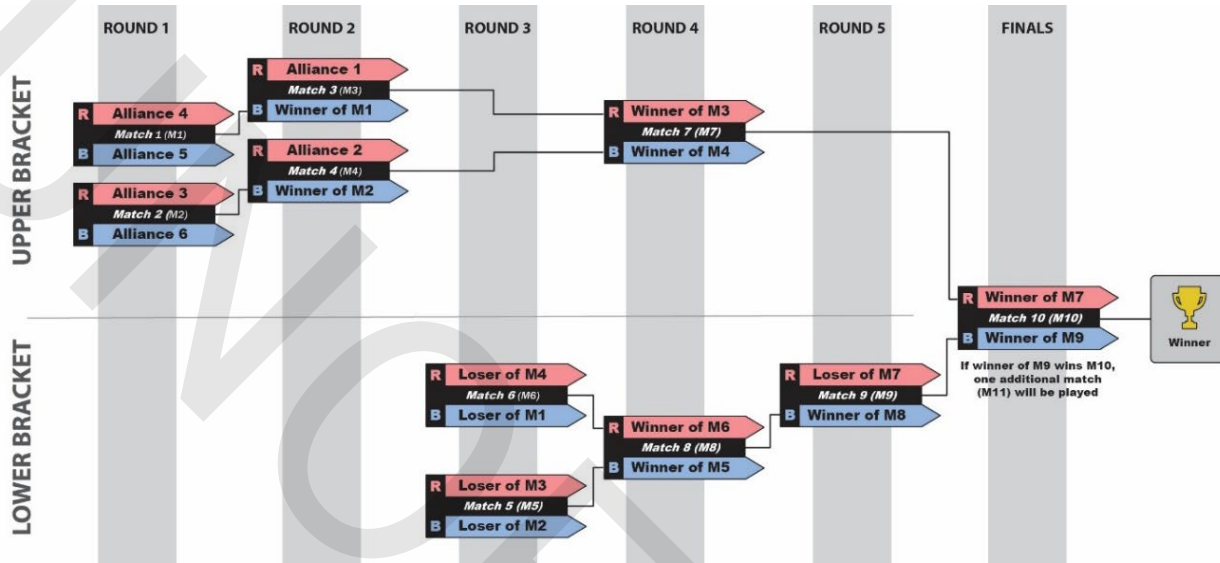 ROUND 1
ROUND 2
ROUND 3
ROUND 4
ROUND 5
FINALS
UPPER BRACKET
R Alliance 4
Match 1 (M1)
B Alliance 5
R Alliance 3
Match 2 (M2)
B Alliance 6
R Alliance 1
Match 3 (M3)
B Winner of M1
R Alliance 2
Match 4 (M4)
B Winner of M2
R Winner of M3
Match 7 (M7)
B Winner of M4
R Winner of M7
Match 10 (M10)
B Winner of M9
If winner of M9 wins M10,
one additional match
(M11) will be played
Winner
LOWER BRACKET
R Loser of M4
Match 6 (M6)
B Loser of M1
R Loser of M3
Match 5 (M5)
B Loser of M2
R Winner of M6
Match 8 (M8)
B Winner of M5
R Loser of M7
Match 9 (M9)
B Winner of M8